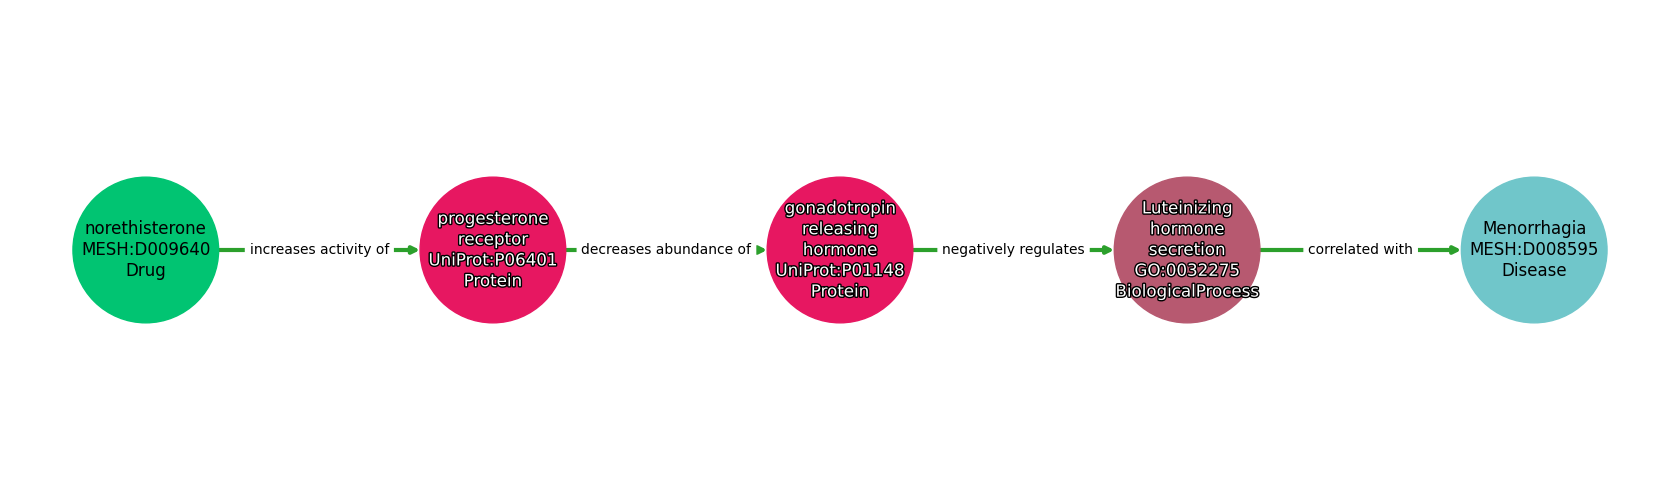 norethisterone
MESH:D009640
Drug
increases activity of
progesterone
receptor
UniProt:P06401
Protein
decreases abundance of
gonadotropin
releasing
hormone
UniProt:P01148
Protein
negatively regulates
Luteinizing
hormone
secretion
GO:0032275
BiologicalProcess
correlated with
Menorrhagia
MESH:D008595
Disease